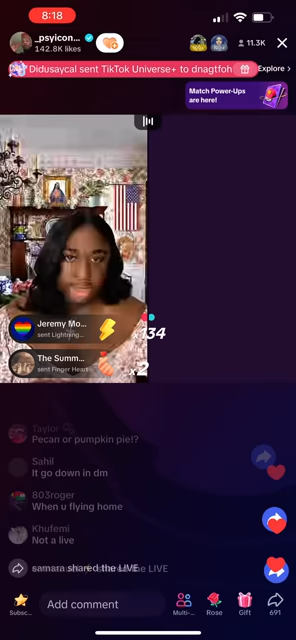 8:18
_psyicon...
142.8K likes
11.3K
Didusaycal sent TikTok Universe+ to dnagtfoh
Explore >
Match Power-Ups
are here!
Jeremy Mo...
sent Lightning...
x134
The Summ...
sent Finger Heart
x2
Taylor
Pecan or pumpkin pie!?
Sahil
It go down in dm
803roger
When u flying home
Khufemi
Not a live
samara shared the LIVE
Subsc...
Add comment
Multi-...
Rose
Gift
691